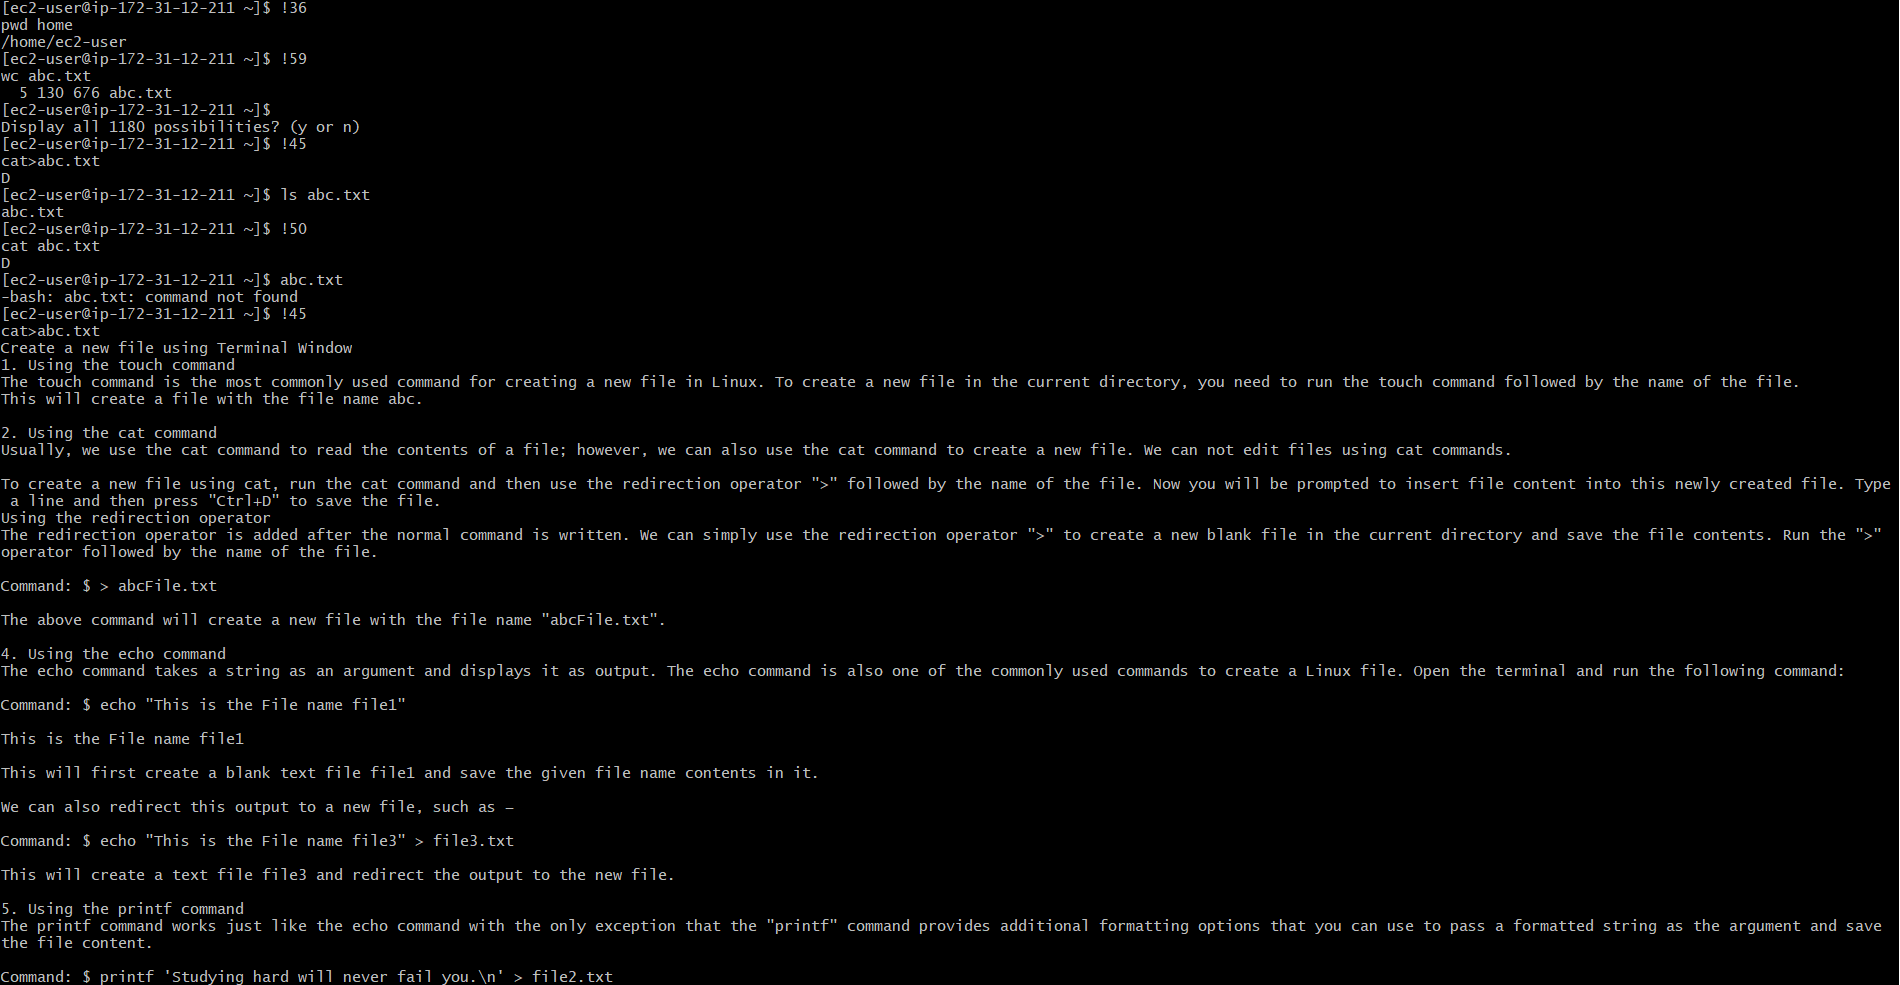 [ec2-user@ip-172-31-12-211 ~]$ !36
pwd home
/home/ec2-user
[ec2-user@ip-172-31-12-211 ~]$ !59
wc abc.txt
  5 130 676 abc.txt
[ec2-user@ip-172-31-12-211 ~]$
Display all 1180 possibilities? (y or n)
[ec2-user@ip-172-31-12-211 ~]$ !45
cat>abc.txt
D
[ec2-user@ip-172-31-12-211 ~]$ ls abc.txt
abc.txt
[ec2-user@ip-172-31-12-211 ~]$ !50
cat abc.txt
D
[ec2-user@ip-172-31-12-211 ~]$ abc.txt
-bash: abc.txt: command not found
[ec2-user@ip-172-31-12-211 ~]$ !45
cat>abc.txt
Create a new file using Terminal Window
1. Using the touch command
The touch command is the most commonly used command for creating a new file in Linux. To create a new file in the current directory, you need to run the touch command followed by the name of the file.
This will create a file with the file name abc.

2. Using the cat command
Usually, we use the cat command to read the contents of a file; however, we can also use the cat command to create a new file. We can not edit files using cat commands.

To create a new file using cat, run the cat command and then use the redirection operator ">" followed by the name of the file. Now you will be prompted to insert file content into this newly created file. Type
 a line and then press "Ctrl+D" to save the file.
Using the redirection operator
The redirection operator is added after the normal command is written. We can simply use the redirection operator ">" to create a new blank file in the current directory and save the file contents. Run the ">"
operator followed by the name of the file.

Command: $ > abcFile.txt

The above command will create a new file with the file name "abcFile.txt".

4. Using the echo command
The echo command takes a string as an argument and displays it as output. The echo command is also one of the commonly used commands to create a Linux file. Open the terminal and run the following command:

Command: $ echo "This is the File name file1"

This is the File name file1

This will first create a blank text file file1 and save the given file name contents in it.

We can also redirect this output to a new file, such as –

Command: $ echo "This is the File name file3" > file3.txt

This will create a text file file3 and redirect the output to the new file.

5. Using the printf command
The printf command works just like the echo command with the only exception that the "printf" command provides additional formatting options that you can use to pass a formatted string as the argument and save
the file content.

Command: $ printf 'Studying hard will never fail you.\n' > file2.txt